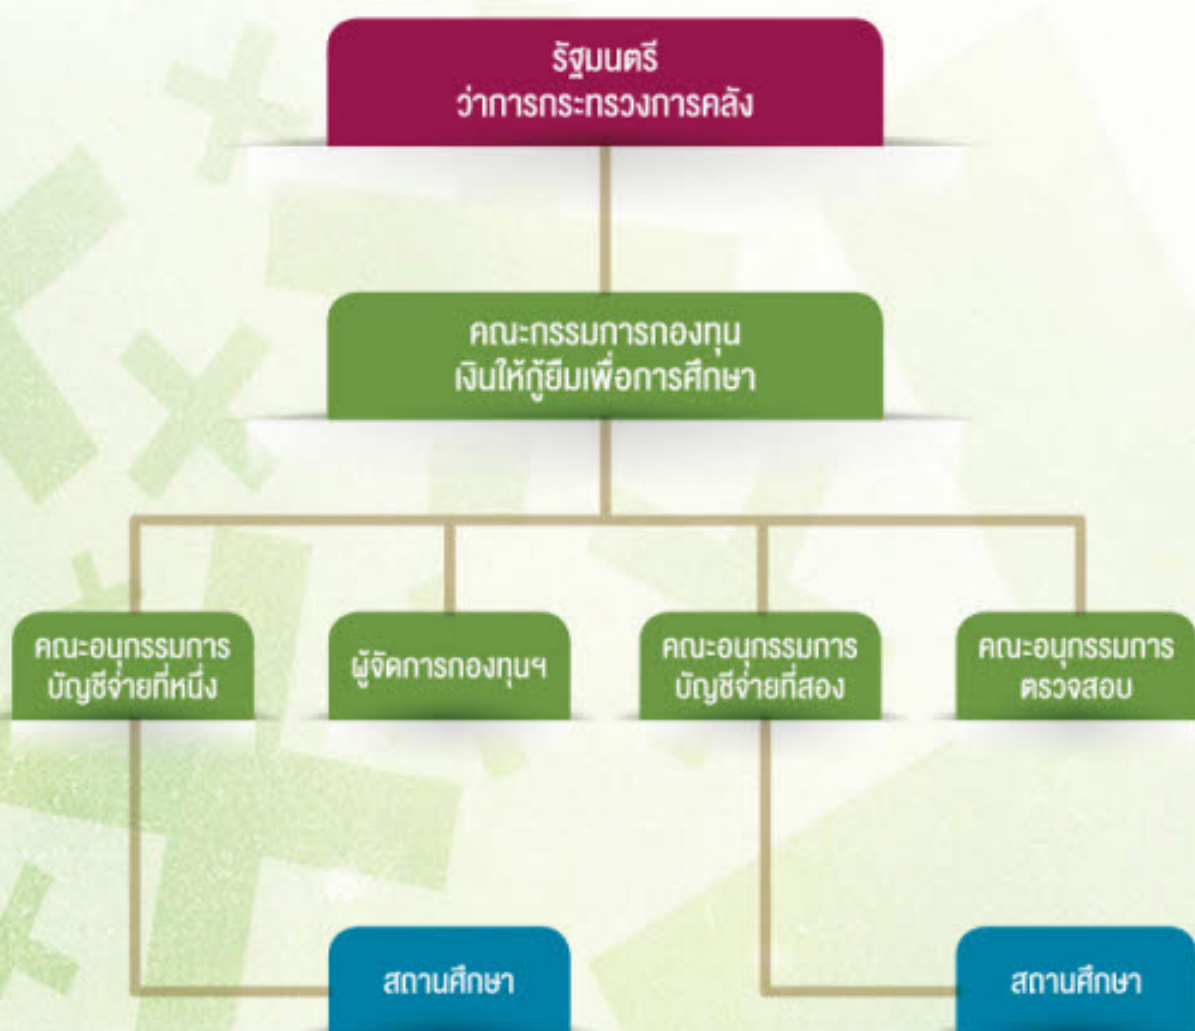 รัฐมนตรี
ว่าการกระทรวงการคลัง
คณะกรรมการกองทุน
เงินให้กู้ยืมเพื่อการศึกษา
คณะอนุกรรมการ
บัญชีจ่ายที่หนึ่ง
ผู้จัดการกองทุนฯ
คณะอนุกรรมการ
บัญชีจ่ายที่สอง
คณะอนุกรรมการ
ตรวจสอบ
สถานศึกษา
สถานศึกษา